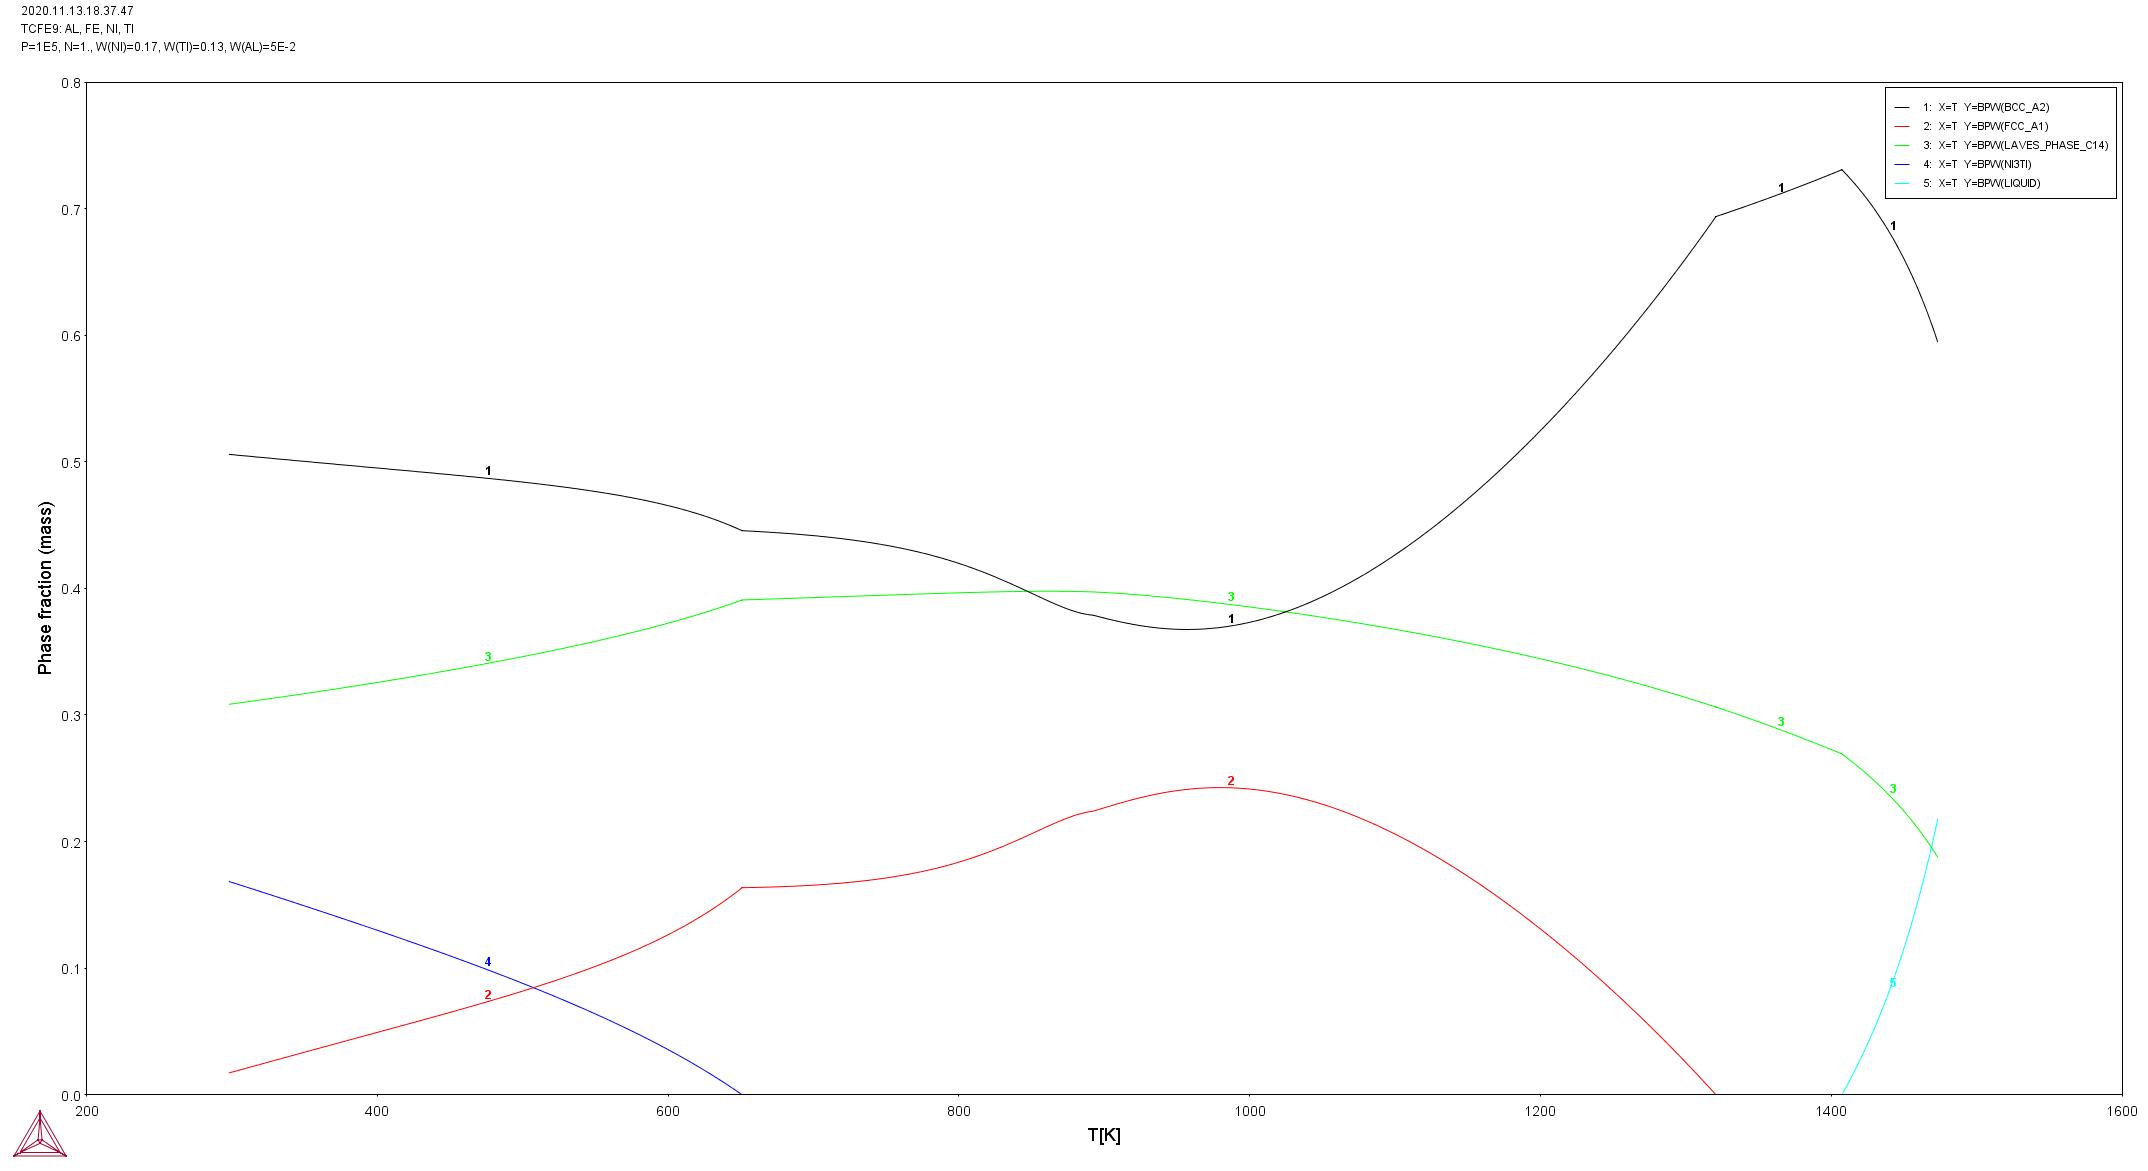 2020.11.13.18.37.47
TCFE9: AL, FE, NI, TI
P=1E5, N=1., W(NI)=0.17, W(TI)=0.13, W(AL)=5E-2
0.8
0.7
0.6
0.5
0.4
0.3
0.2
0.1
0.0
Phase fraction (mass)
1: X=T Y=BPW(BCC_A2)
2: X=T Y=BPW(FCC_A1)
3: X=T Y=BPW(LAVES_PHASE_C14)
4: X=T Y=BPW(NI3TI)
5: X=T Y=BPW(LIQUID)
1
1
1
3
1
3
3
3
2
4
2
5
200 400 600 800 1000 1200 1400 1600
T[K]